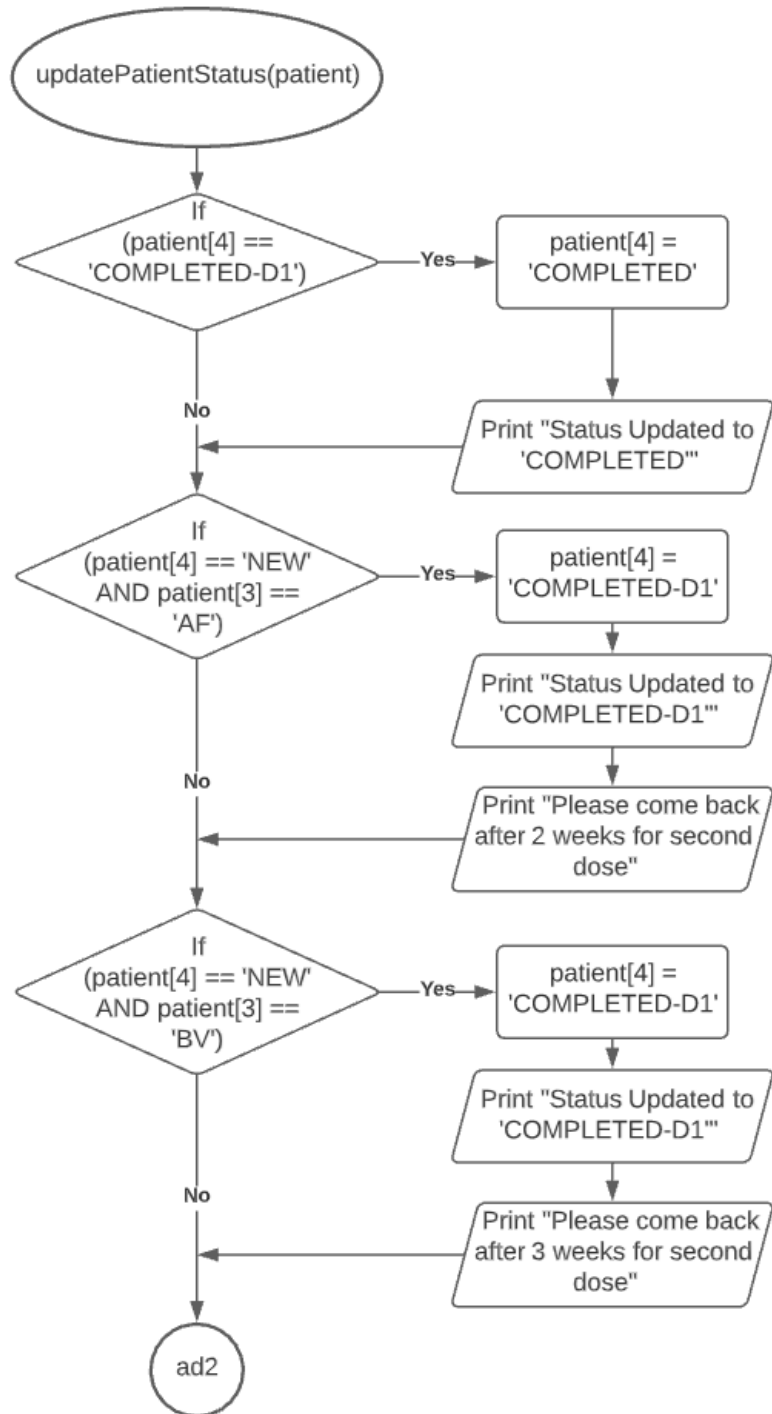 updatePatientStatus(patient)
If
(patient[4] ==
'COMPLETED-D1')
Yes
patient[4] =
'COMPLETED'
No
Print "Status Updated to
'COMPLETED'"
If
(patient[4] == 'NEW'
AND patient[3] ==
'AF')
Yes
patient[4] =
'COMPLETED-D1'
Print "Status Updated to
'COMPLETED-D1'"
No
Print "Please come back
after 2 weeks for second
dose"
If
(patient[4] == 'NEW'
AND patient[3] ==
'BV')
Yes
patient[4] =
'COMPLETED-D1'
Print "Status Updated to
'COMPLETED-D1'"
No
Print "Please come back
after 3 weeks for second
dose"
ad2